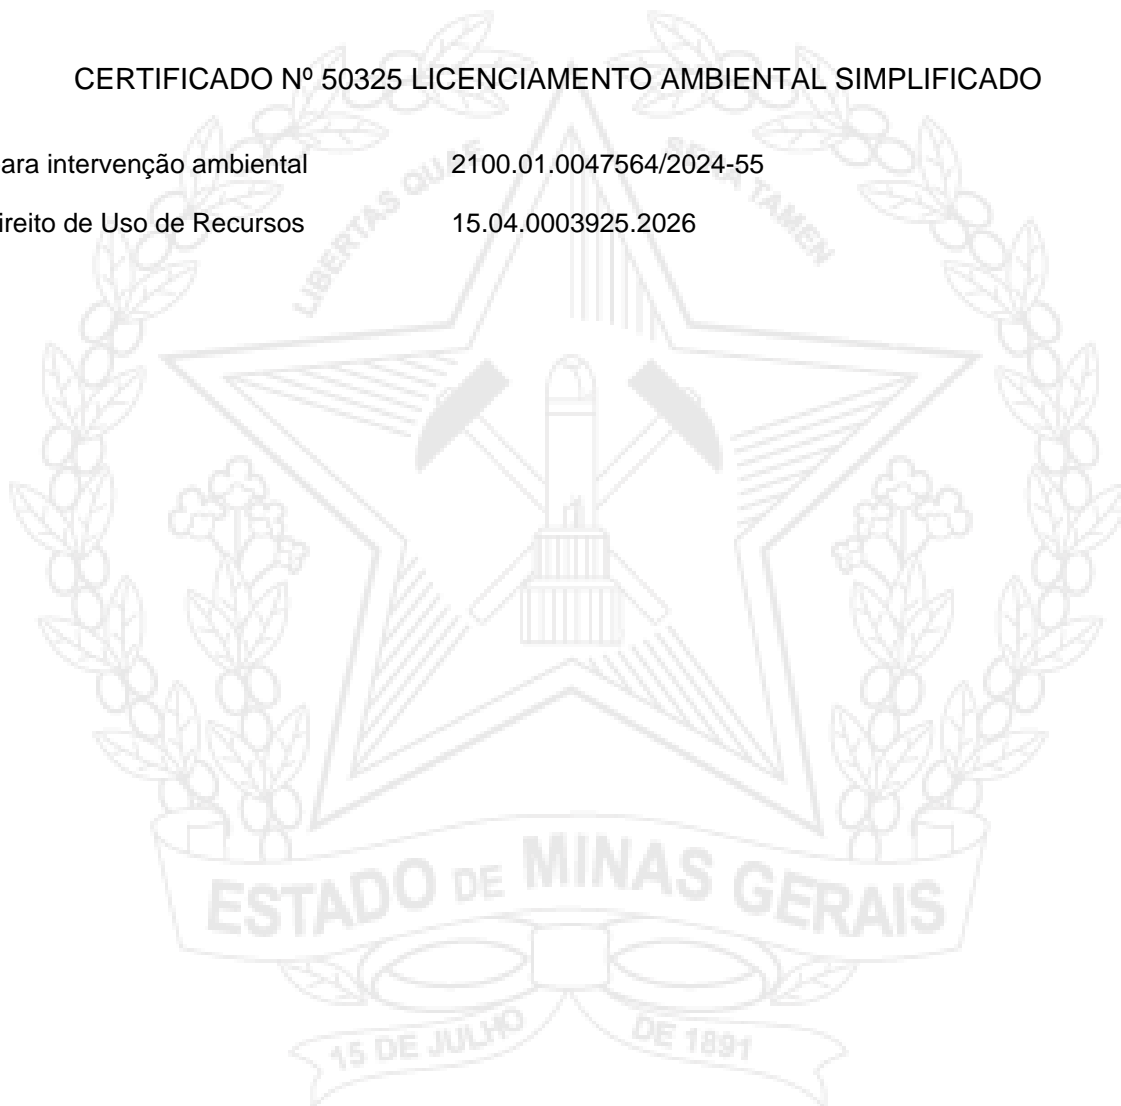 CERTIFICADO Nº 50325 LICENCIAMENTO AMBIENTAL SIMPLIFICADO
ara intervenção ambiental 2100.01.0047564/2024-55
ireito de Uso de Recursos 15.04.0003925.2026
LIBERTAS QUÆ SERA TAMEN
ESTADO DE MINAS GERAIS
15 DE JULHO DE 1891